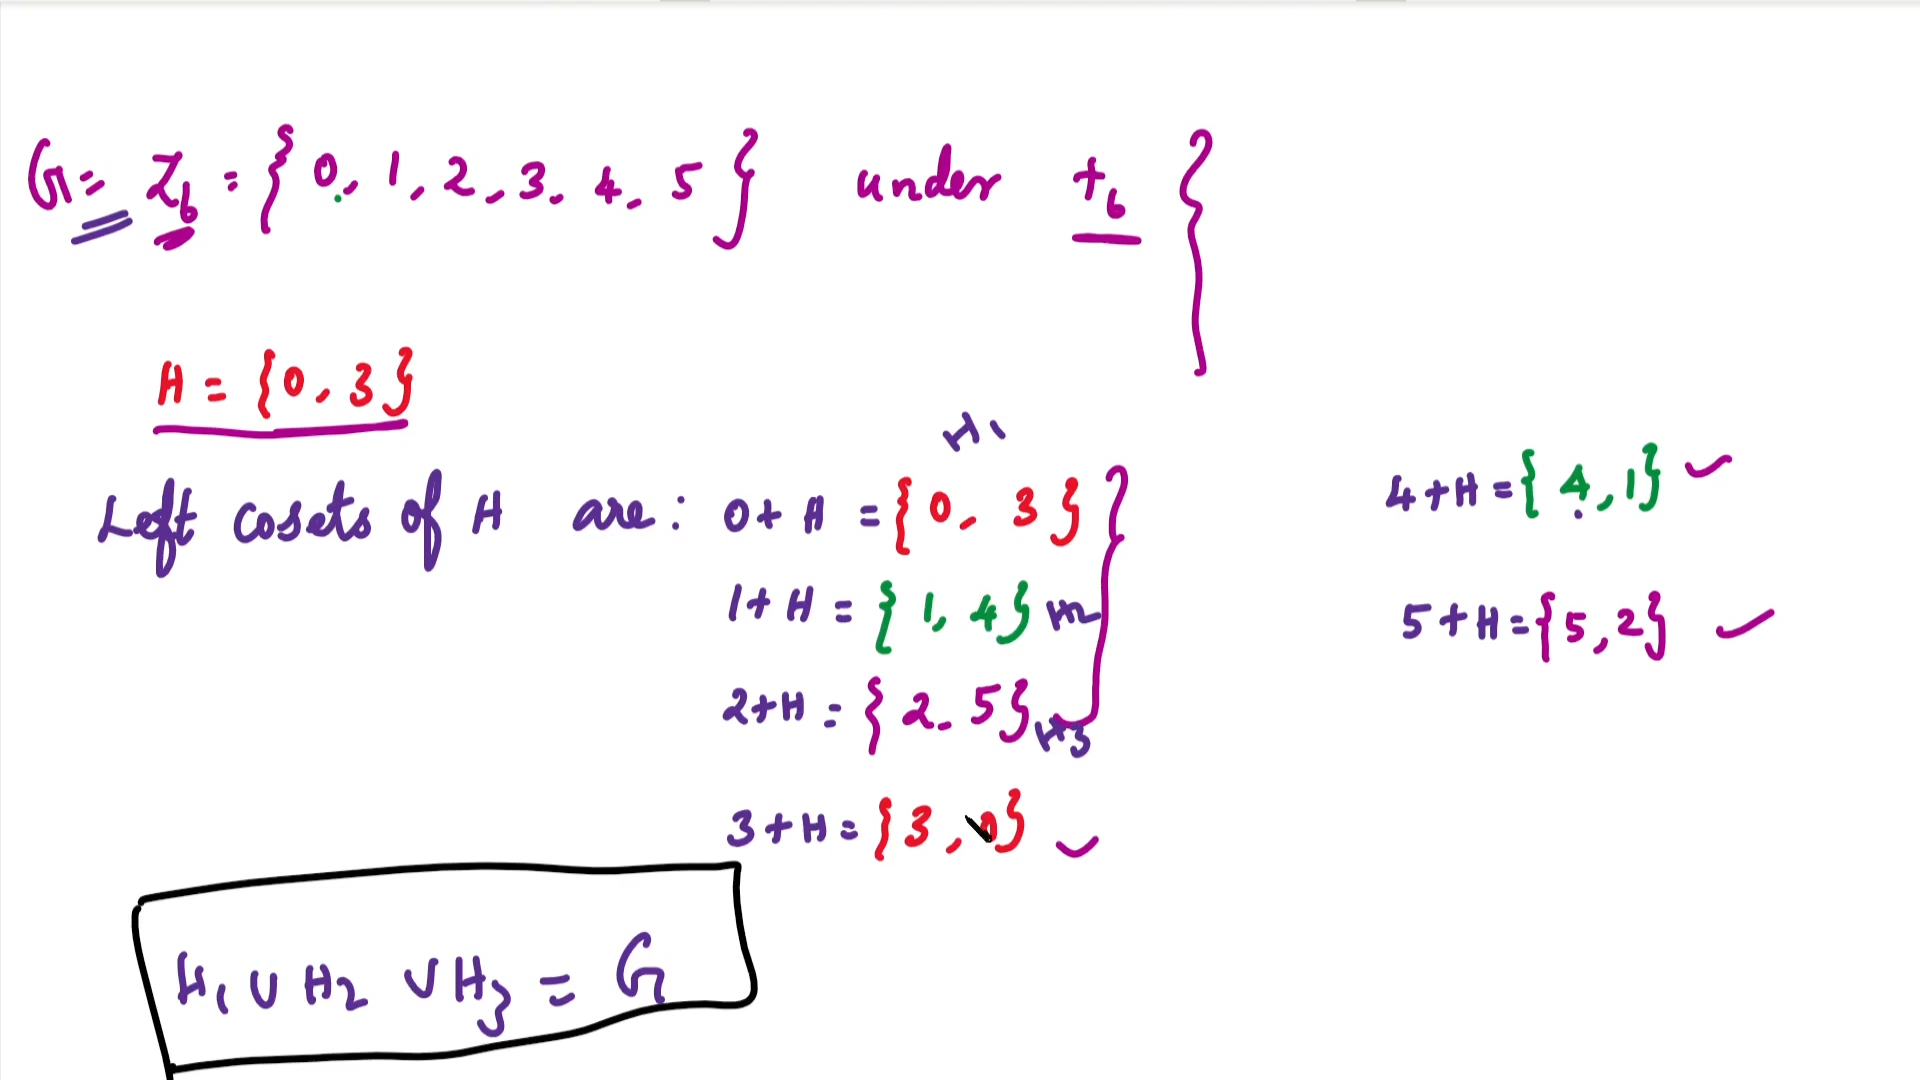 G = Z6 = {0, 1, 2, 3, 4, 5} under +6 {
H = {0, 3}
H1
Left cosets of H are: 0+H = {0, 3}
1+H = {1, 4} H2
2+H = {2, 5} H3
3+H = {3, 0}
4+H = {4, 1}
5+H = {5, 2}
H1 ∪ H2 ∪ H3 = G